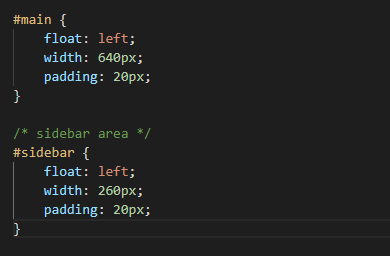 #main {
    float: left;
    width: 640px;
    padding: 20px;
}

/* sidebar area */
#sidebar {
    float: left;
    width: 260px;
    padding: 20px;
}